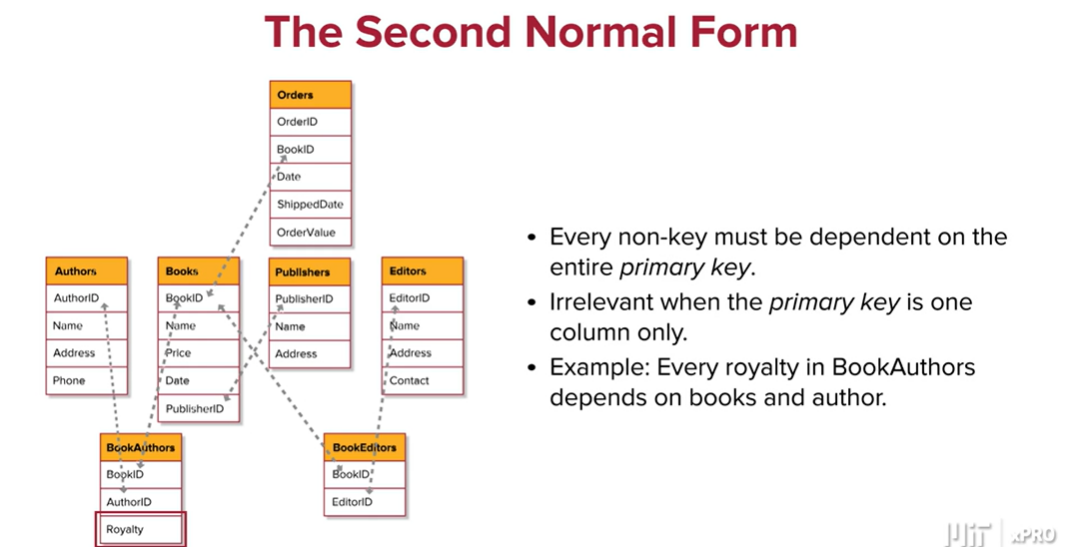 The Second Normal Form
Orders
OrderID
BookID
Date
ShippedDate
OrderValue
Authors
AuthorID
Name
Address
Phone
Books
BookID
Name
Price
Date
PublisherID
Publishers
PublisherID
Name
Address
Editors
EditorID
Name
Address
Contact
BookAuthors
BookID
AuthorID
Royalty
BookEditors
BookID
EditorID
• Every non-key must be dependent on the
entire primary key.
• Irrelevant when the primary key is one
column only.
• Example: Every royalty in BookAuthors
depends on books and author.
MIT xPRO